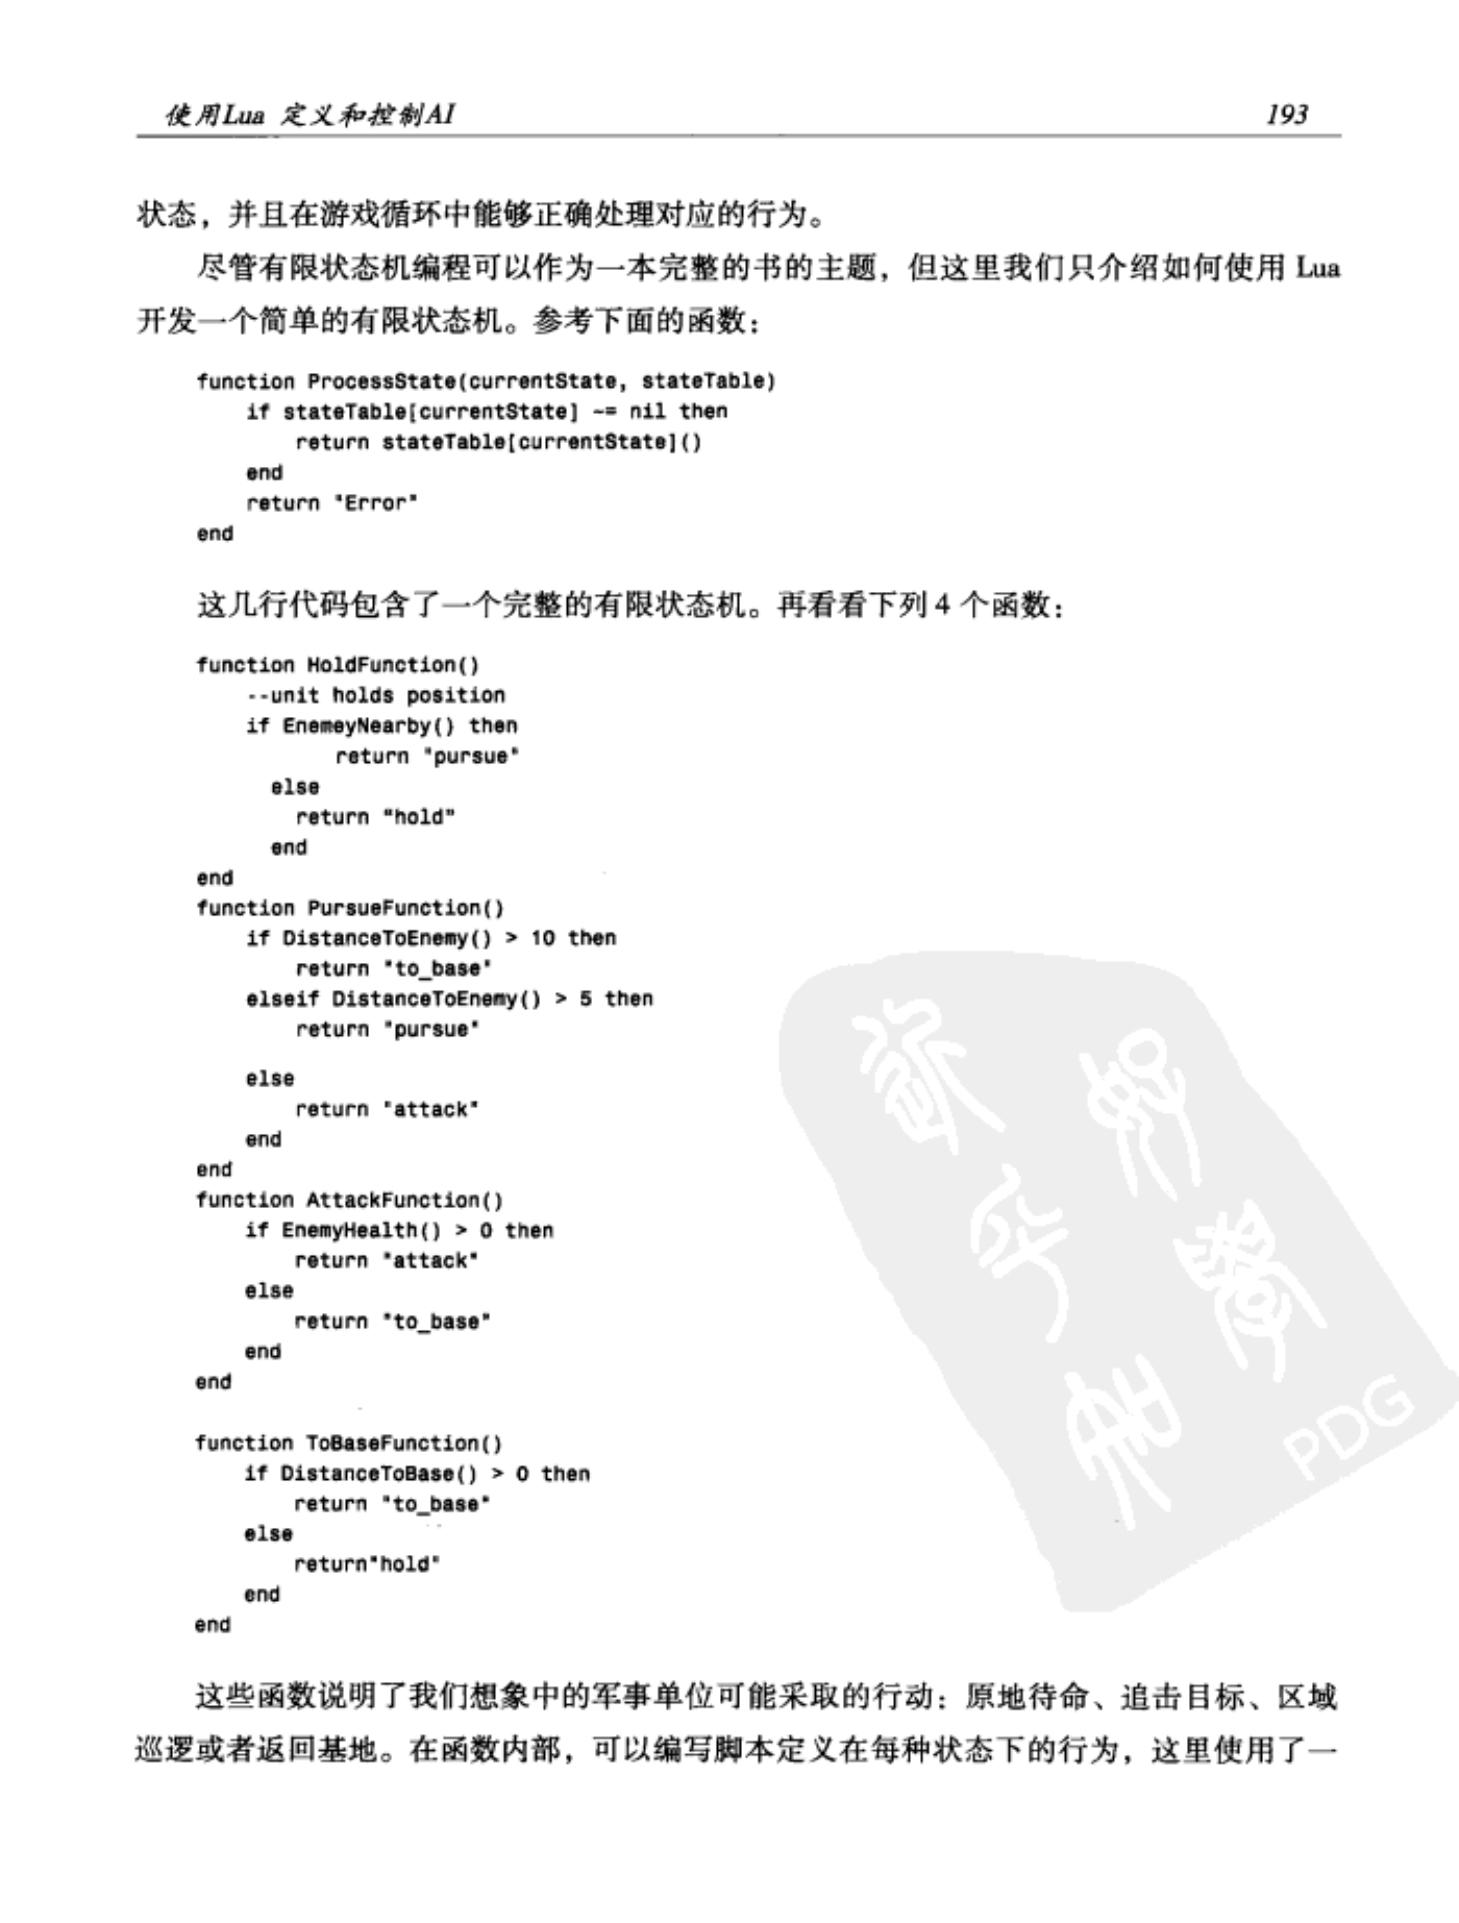 使用Lua 定义和控制AI 193
状态，并且在游戏循环中能够正确处理对应的行为。
尽管有限状态机编程可以作为一本完整的书的主题，但这里我们只介绍如何使用 Lua
开发一个简单的有限状态机。参考下面的函数：
function ProcessState(currentState, stateTable)
if stateTable[currentState] ~= nil then
return stateTable[currentState]()
end
return "Error"
end
这几行代码包含了一个完整的有限状态机。再看看下列 4 个函数：
function HoldFunction()
--unit holds position
if EnemeyNearby() then
return "pursue"
else
return "hold"
end
end
function PursueFunction()
if DistanceToEnemy() > 10 then
return "to_base"
elseif DistanceToEnemy() > 5 then
return "pursue"
else
return "attack"
end
end
function AttackFunction()
if EnemyHealth() > 0 then
return "attack"
else
return "to_base"
end
end
function ToBaseFunction()
if DistanceToBase() > 0 then
return "to_base"
else
return"hold"
end
end
这些函数说明了我们想象中的军事单位可能采取的行动：原地待命、追击目标、区域
巡逻或者返回基地。在函数内部，可以编写脚本定义在每种状态下的行为，这里使用了一
PDG